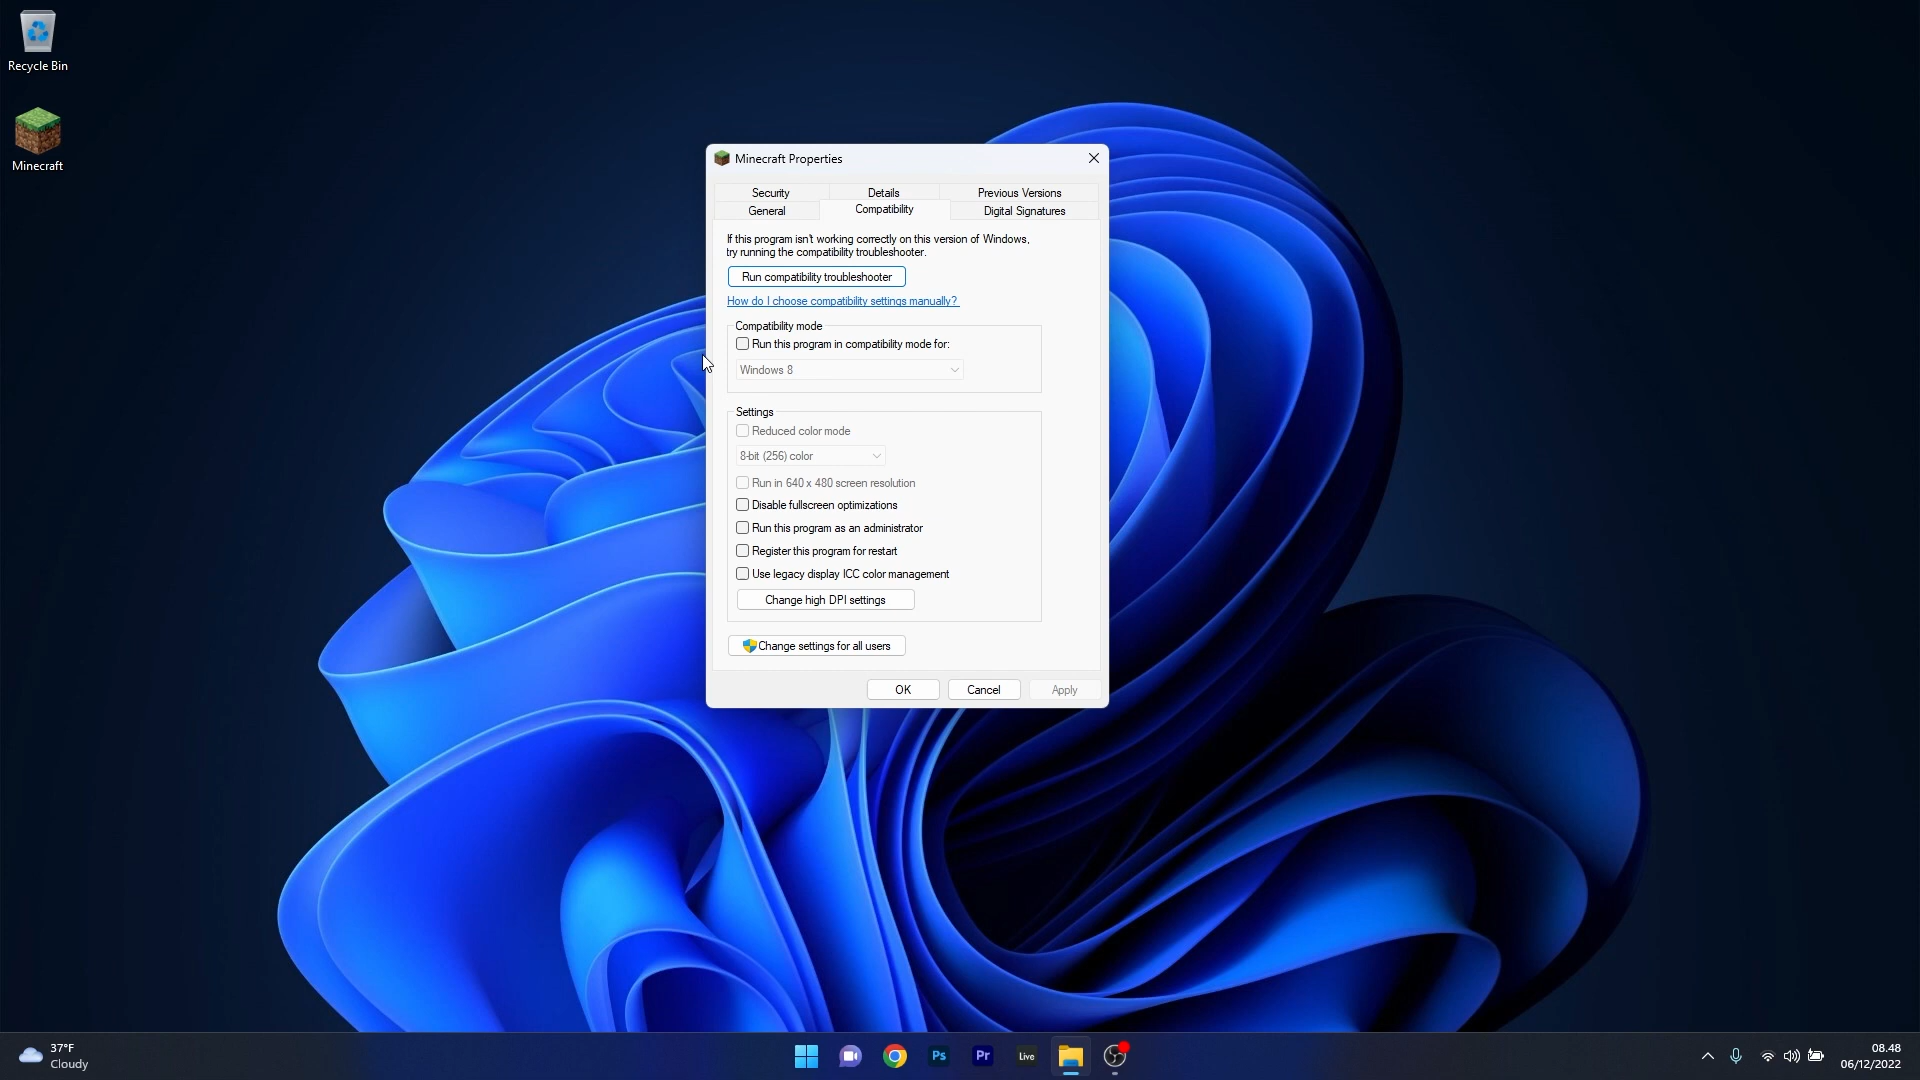 Recycle Bin
Minecraft
Minecraft Properties
Security Details Previous Versions
General Compatibility Digital Signatures
If this program isn't working correctly on this version of Windows,
try running the compatibility troubleshooter.
Run compatibility troubleshooter
How do I choose compatibility settings manually?
Compatibility mode
Run this program in compatibility mode for:
Windows 8
Settings
Reduced color mode
8-bit (256) color
Run in 640 x 480 screen resolution
Disable fullscreen optimizations
Run this program as an administrator
Register this program for restart
Use legacy display ICC color management
Change high DPI settings
Change settings for all users
OK Cancel Apply
37°F
Cloudy
Ps Pr Live
08.48
06/12/2022